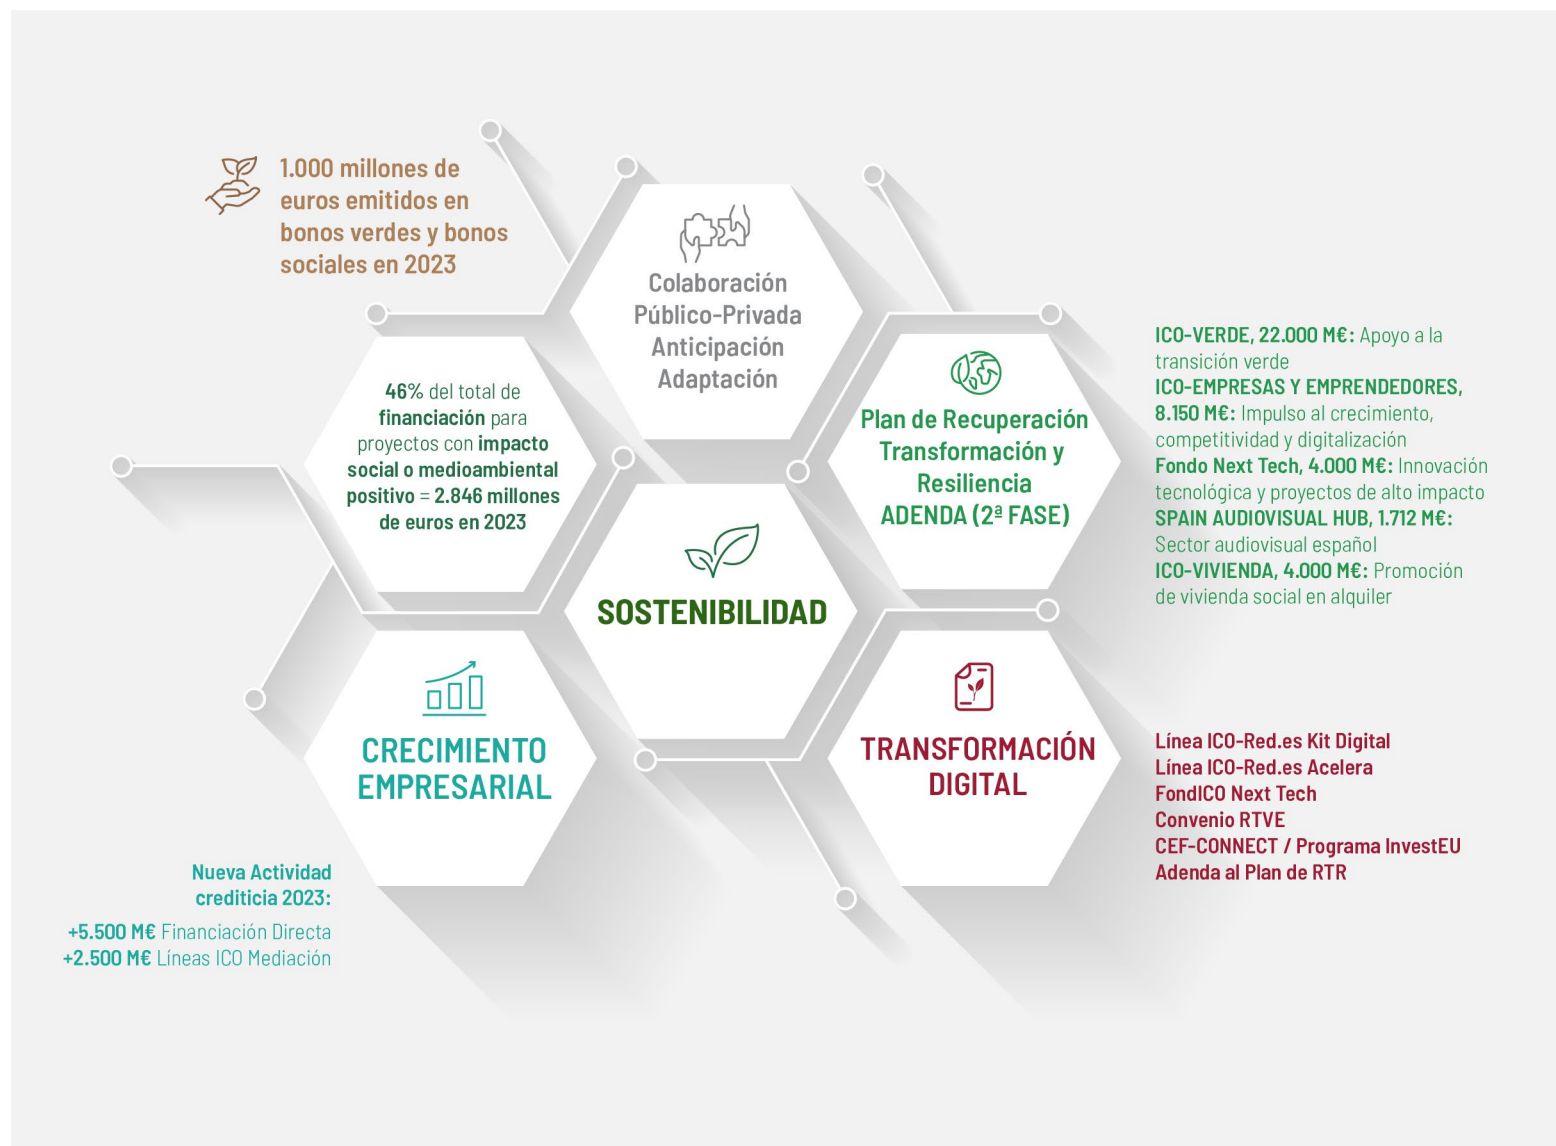 1.000 millones de
euros emitidos en
bonos verdes y bonos
sociales en 2023
Colaboración
Público-Privada
Anticipación
Adaptación
46% del total de
financiación para
proyectos con impacto
social o medioambiental
positivo = 2.846 millones
de euros en 2023
Plan de Recuperación
Transformación y
Resiliencia
ADENDA (2ª FASE)
ICO-VERDE, 22.000 M€: Apoyo a la
transición verde
ICO-EMPRESAS Y EMPRENDEDORES,
8.150 M€: Impulso al crecimiento,
competitividad y digitalización
Fondo Next Tech, 4.000 M€: Innovación
tecnológica y proyectos de alto impacto
SPAIN AUDIOVISUAL HUB, 1.712 M€:
Sector audiovisual español
ICO-VIVIENDA, 4.000 M€: Promoción
de vivienda social en alquiler
SOSTENIBILIDAD
CRECIMIENTO
EMPRESARIAL
TRANSFORMACIÓN
DIGITAL
Línea ICO-Red.es Kit Digital
Línea ICO-Red.es Acelera
FondICO Next Tech
Convenio RTVE
CEF-CONNECT / Programa InvestEU
Adenda al Plan de RTR
Nueva Actividad
crediticia 2023:
+5.500 M€ Financiación Directa
+2.500 M€ Líneas ICO Mediación